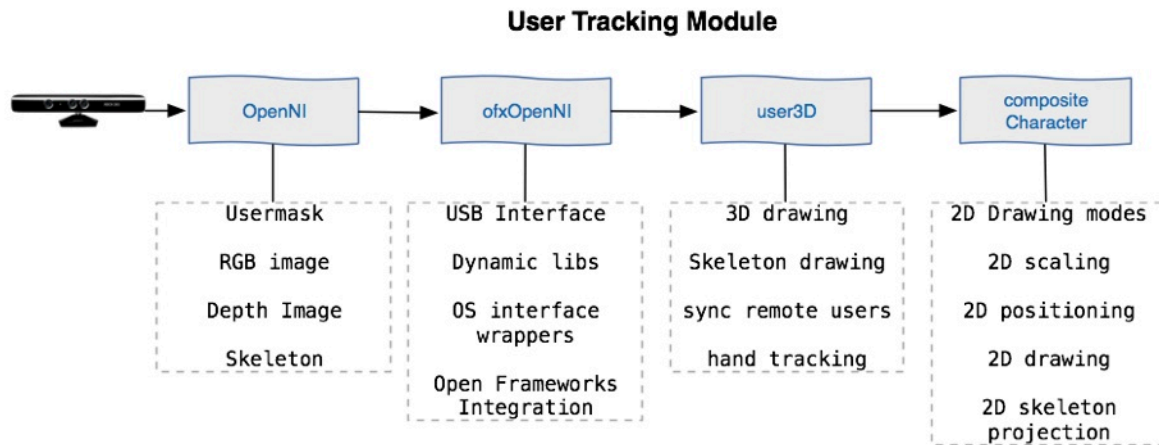 User Tracking Module
OpenNI
ofxOpenNI
user3D
composite
Character
Usermask
RGB image
Depth Image
Skeleton
USB Interface
Dynamic libs
OS interface
wrappers
Open Frameworks
Integration
3D drawing
Skeleton drawing
sync remote users
hand tracking
2D Drawing modes
2D scaling
2D positioning
2D drawing
2D skeleton
projection